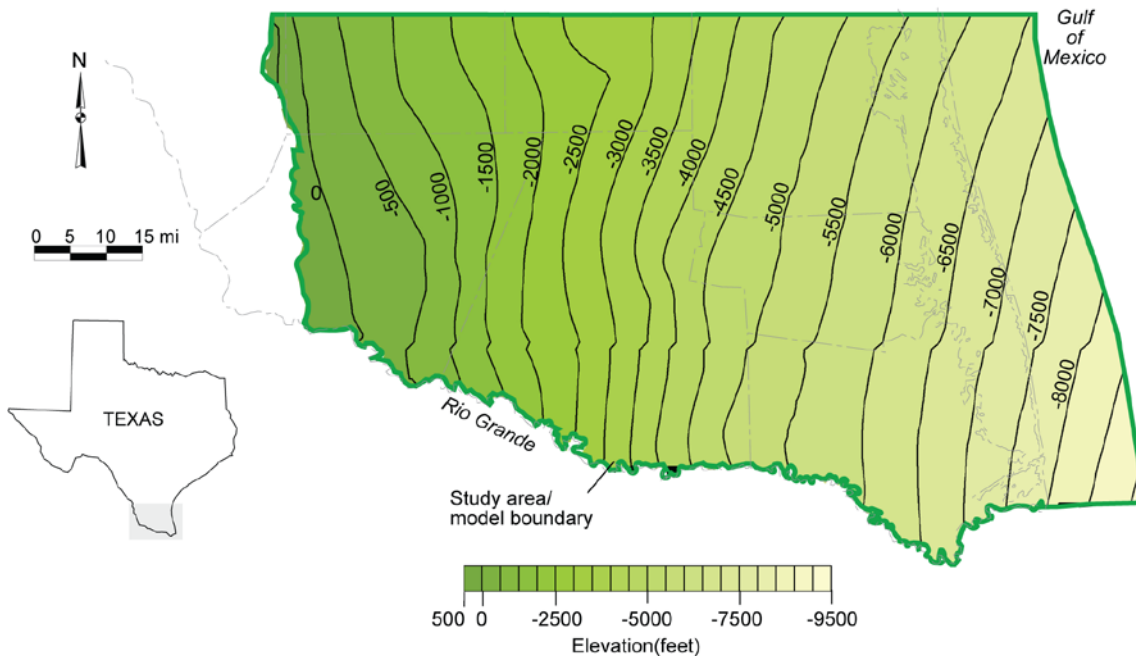 Gulf
of
Mexico
N
0
-500
-1000
-1500
-2000
-2500
-3000
-3500
-4000
-4500
-5000
-5500
-6000
-6500
-7000
-7500
-8000
0 5 10 15 mi
TEXAS
Rio Grande
Study area/
model boundary
500 0 -2500 -5000 -7500 -9500
Elevation(feet)